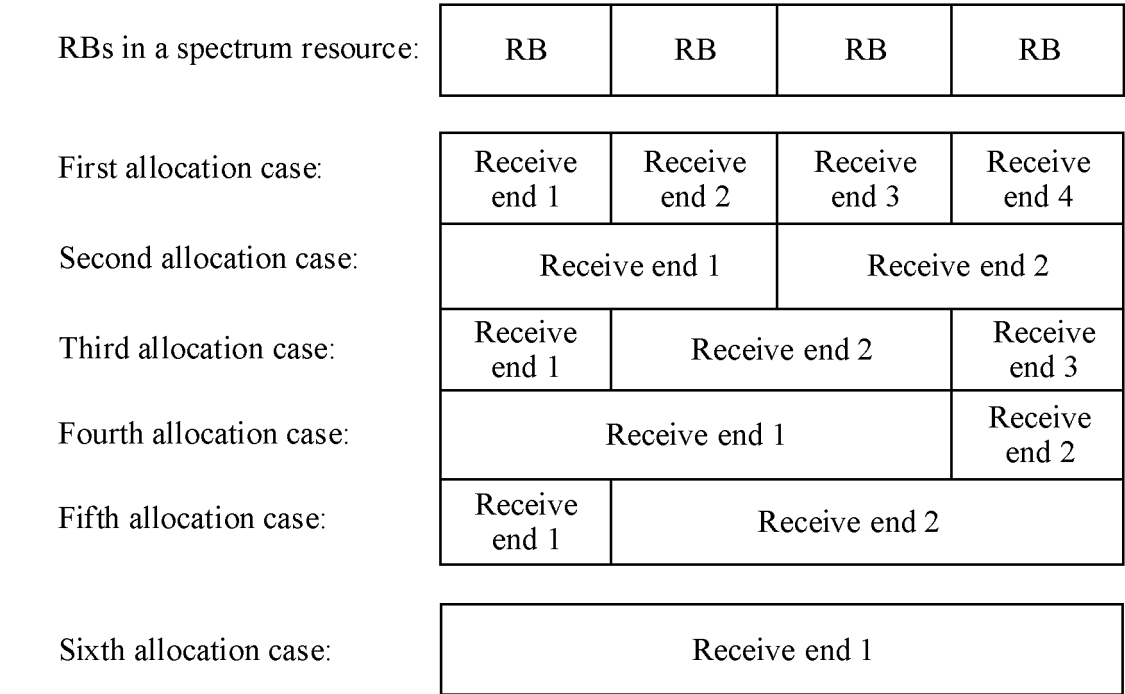 RBs in a spectrum resource:
RB RB RB RB
First allocation case:
Receive end 1
Receive end 2
Receive end 3
Receive end 4
Second allocation case:
Receive end 1
Receive end 2
Third allocation case:
Receive end 1
Receive end 2
Receive end 3
Fourth allocation case:
Receive end 1
Receive end 2
Fifth allocation case:
Receive end 1
Receive end 2
Sixth allocation case:
Receive end 1